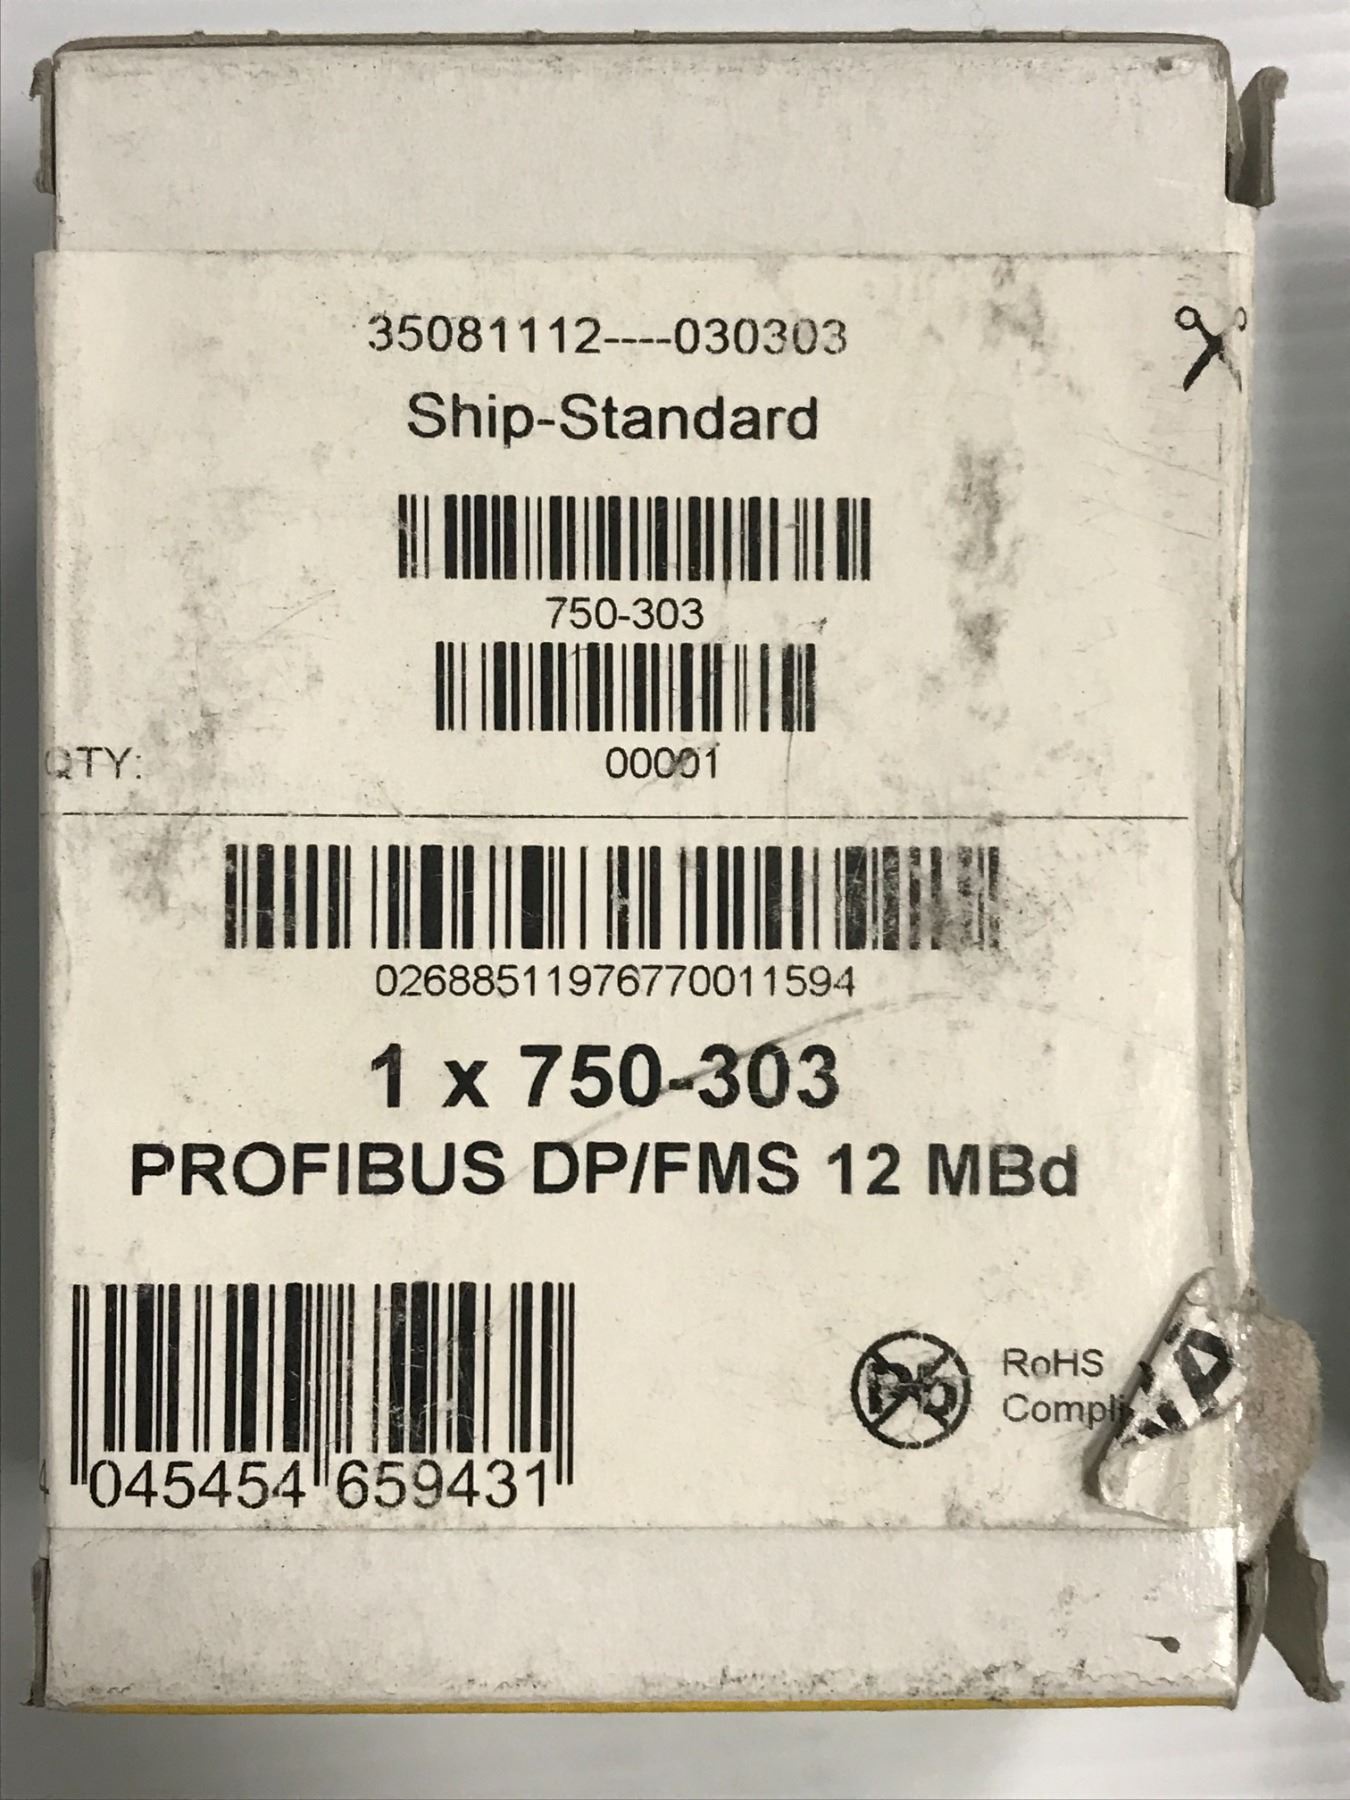 35081112----030303
Ship-Standard
750-303
QTY: 00001
02688511976770011594
1 x 750-303
PROFIBUS DP/FMS 12 MBd
Pb RoHS
045454 659431